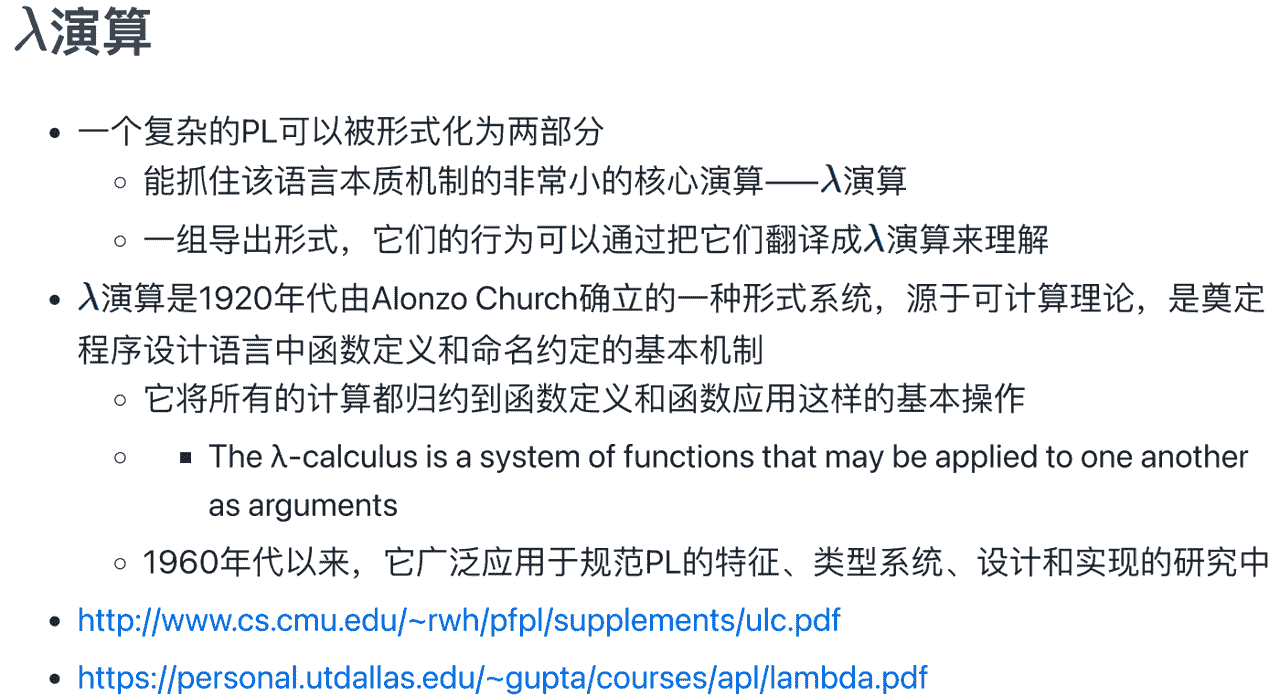 λ演算
一个复杂的PL可以被形式化为两部分
能抓住该语言本质机制的非常小的核心演算——λ演算
一组导出形式，它们的行为可以通过把它们翻译成λ演算来理解
λ演算是1920年代由Alonzo Church确立的一种形式系统，源于可计算理论，是奠定
程序设计语言中函数定义和命名约定的基本机制
它将所有的计算都归约到函数定义和函数应用这样的基本操作
The λ-calculus is a system of functions that may be applied to one another
as arguments
1960年代以来，它广泛应用于规范PL的特征、类型系统、设计和实现的研究中
http://www.cs.cmu.edu/~rwh/pfpl/supplements/ulc.pdf
https://personal.utdallas.edu/~gupta/courses/apl/lambda.pdf